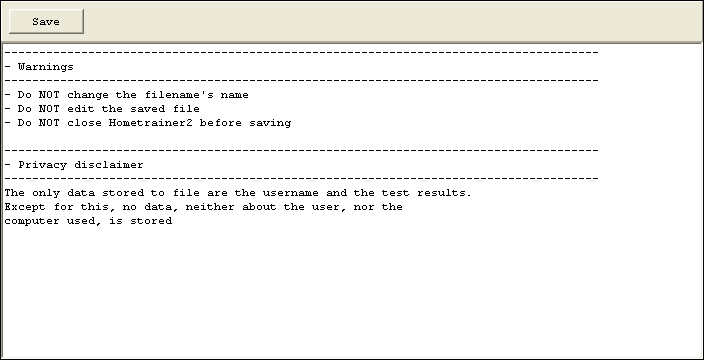 Save
-------------------------------------------------------------------------------------
- Warnings
-------------------------------------------------------------------------------------
- Do NOT change the filename's name
- Do NOT edit the saved file
- Do NOT close Hometrainer2 before saving
-------------------------------------------------------------------------------------
- Privacy disclaimer
-------------------------------------------------------------------------------------
The only data stored to file are the username and the test results.
Except for this, no data, neither about the user, nor the
computer used, is stored